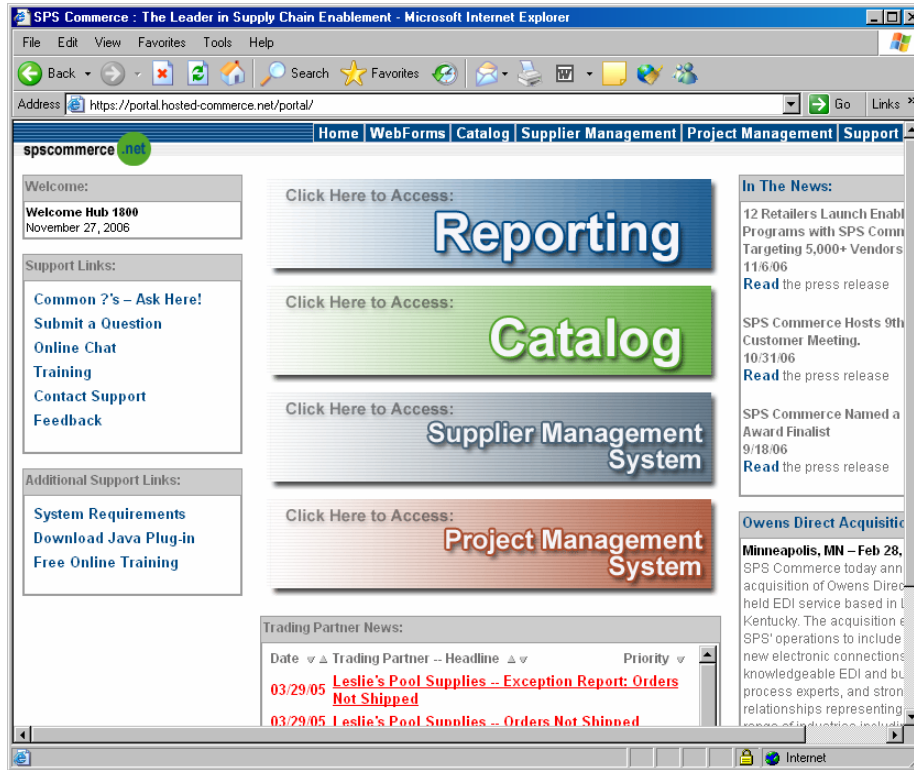 SPS Commerce : The Leader in Supply Chain Enablement - Microsoft Internet Explorer
File Edit View Favorites Tools Help
Back Search Favorites
Address https://portal.hosted-commerce.net/portal/ Go Links »
Home | WebForms | Catalog | Supplier Management | Project Management | Support
spscommerce .net
Welcome:
Welcome Hub 1800
November 27, 2006
Support Links:
Common ?'s – Ask Here!
Submit a Question
Online Chat
Training
Contact Support
Feedback
Additional Support Links:
System Requirements
Download Java Plug-in
Free Online Training
Click Here to Access:
Reporting
Click Here to Access:
Catalog
Click Here to Access:
Supplier Management
System
Click Here to Access:
Project Management
System
Trading Partner News:
Date Trading Partner -- Headline Priority
03/29/05 Leslie's Pool Supplies -- Exception Report: Orders
Not Shipped
03/29/05 Leslie's Pool Supplies -- Orders Not Shipped
In The News:
12 Retailers Launch Enabl
Programs with SPS Comm
Targeting 5,000+ Vendors
11/6/06
Read the press release
SPS Commerce Hosts 9th
Customer Meeting.
10/31/06
Read the press release
SPS Commerce Named a
Award Finalist
9/18/06
Read the press release
Owens Direct Acquisitio
Minneapolis, MN – Feb 28,
SPS Commerce today ann
acquisition of Owens Direc
held EDI service based in L
Kentucky. The acquisition e
SPS' operations to include
new electronic connections
knowledgeable EDI and bu
process experts, and stron
relationships representing
range of industries includin
Internet